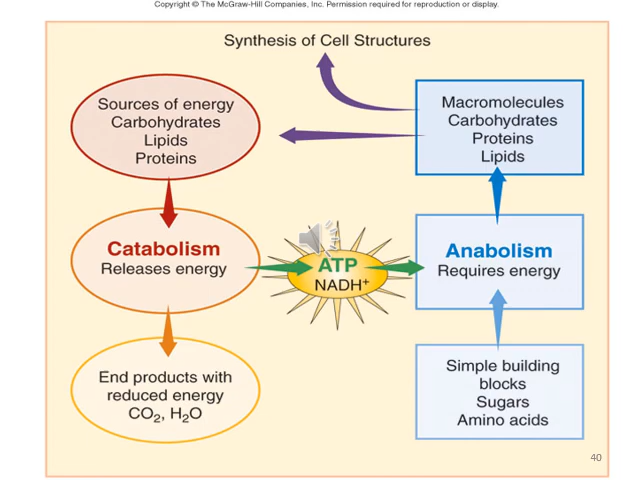 Copyright © The McGraw-Hill Companies, Inc. Permission required for reproduction or display.
Synthesis of Cell Structures
Sources of energy
Carbohydrates
Lipids
Proteins
Macromolecules
Carbohydrates
Proteins
Lipids
Catabolism
Releases energy
ATP
NADH⁺
Anabolism
Requires energy
End products with
reduced energy
CO₂, H₂O
Simple building
blocks
Sugars
Amino acids
40